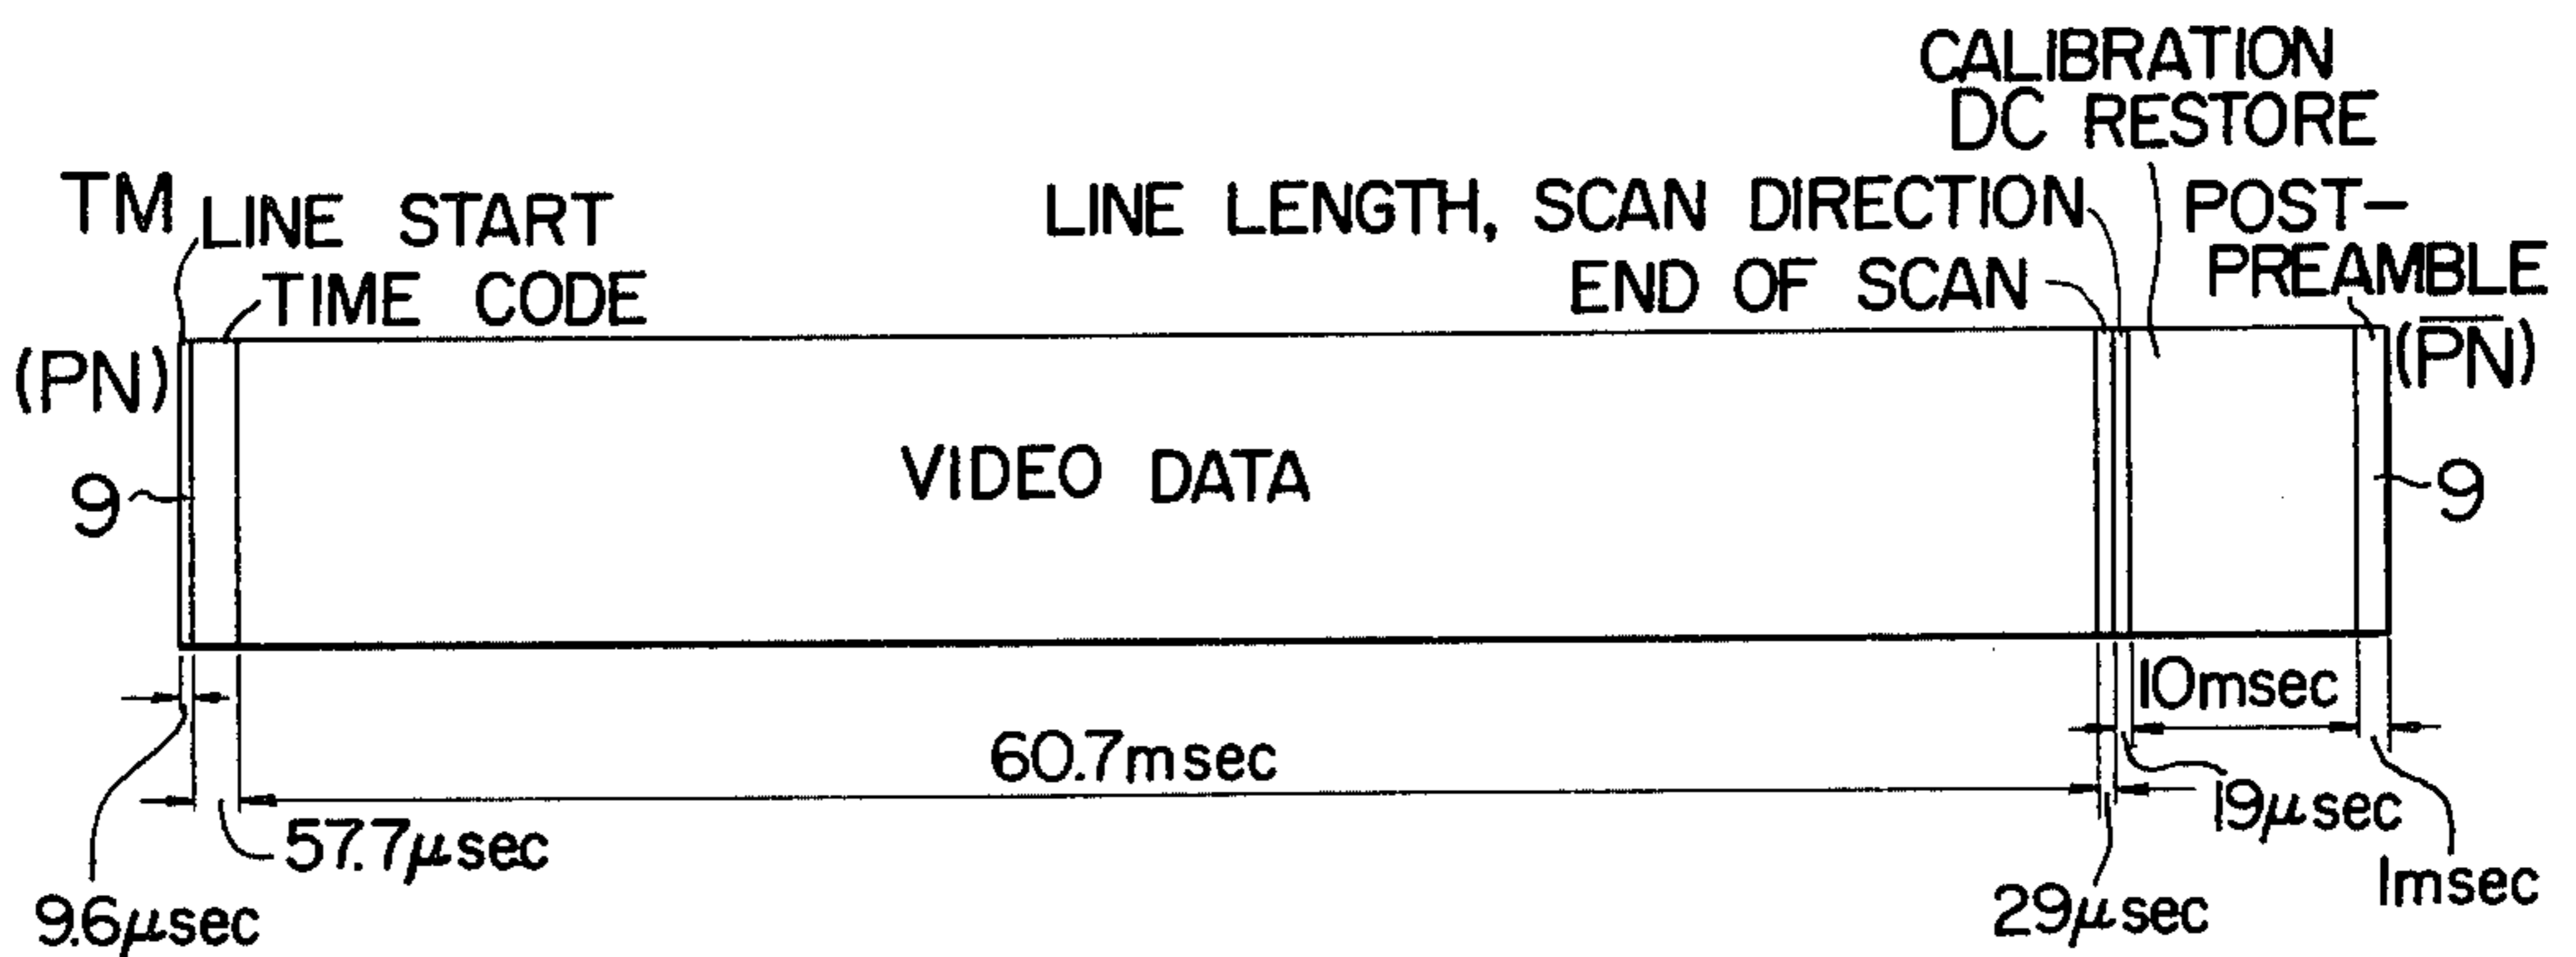 CALIBRATION
DC RESTORE
TM LINE START
LINE LENGTH, SCAN DIRECTION
POST-
PREAMBLE
TIME CODE
END OF SCAN
(PN)
(P̅N̅)
9
VIDEO DATA
9
10msec
60.7msec
19μsec
57.7μsec
1msec
9.6μsec
29μsec